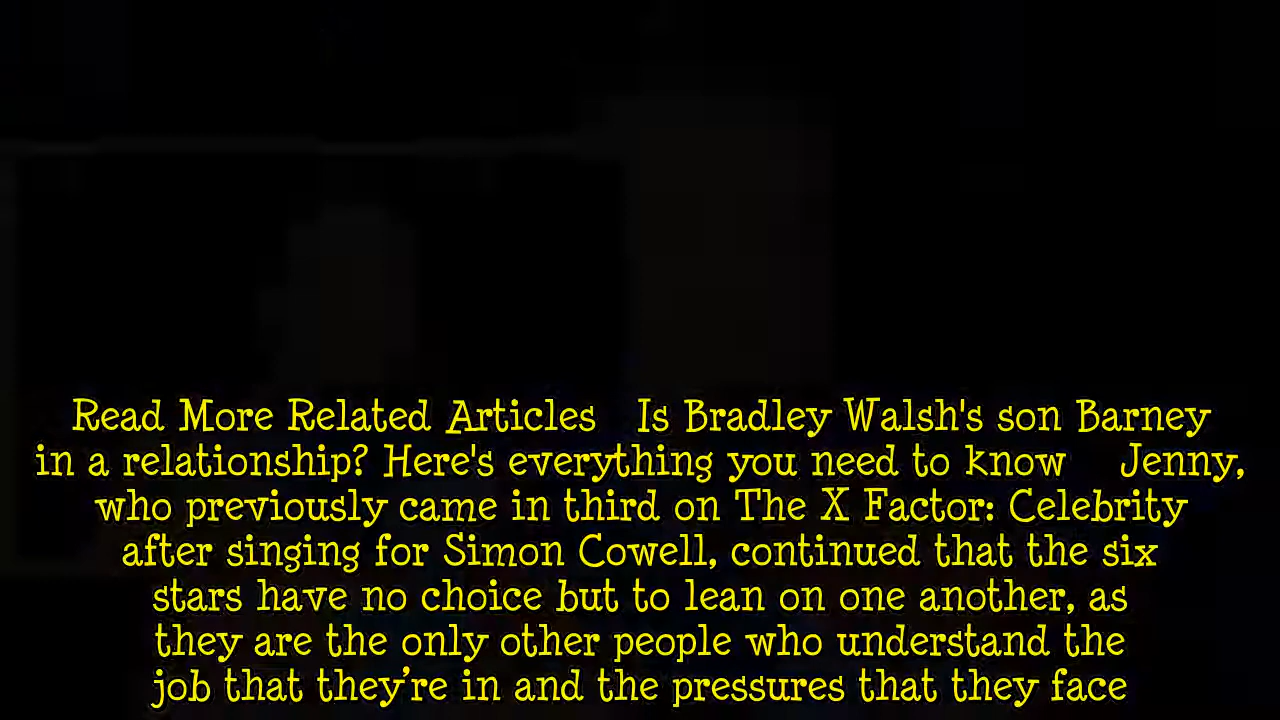 Read More Related Articles Is Bradley Walsh's son Barney
in a relationship? Here's everything you need to know Jenny,
who previously came in third on The X Factor: Celebrity
after singing for Simon Cowell, continued that the six
stars have no choice but to lean on one another, as
they are the only other people who understand the
job that they're in and the pressures that they face